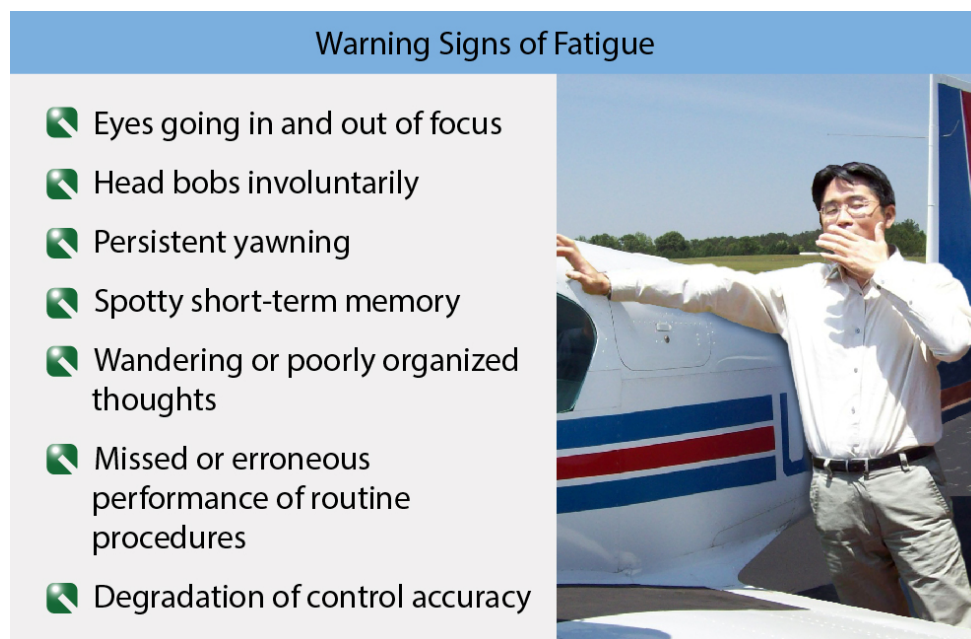 Warning Signs of Fatigue
Eyes going in and out of focus
Head bobs involuntarily
Persistent yawning
Spotty short-term memory
Wandering or poorly organized
thoughts
Missed or erroneous
performance of routine
procedures
Degradation of control accuracy